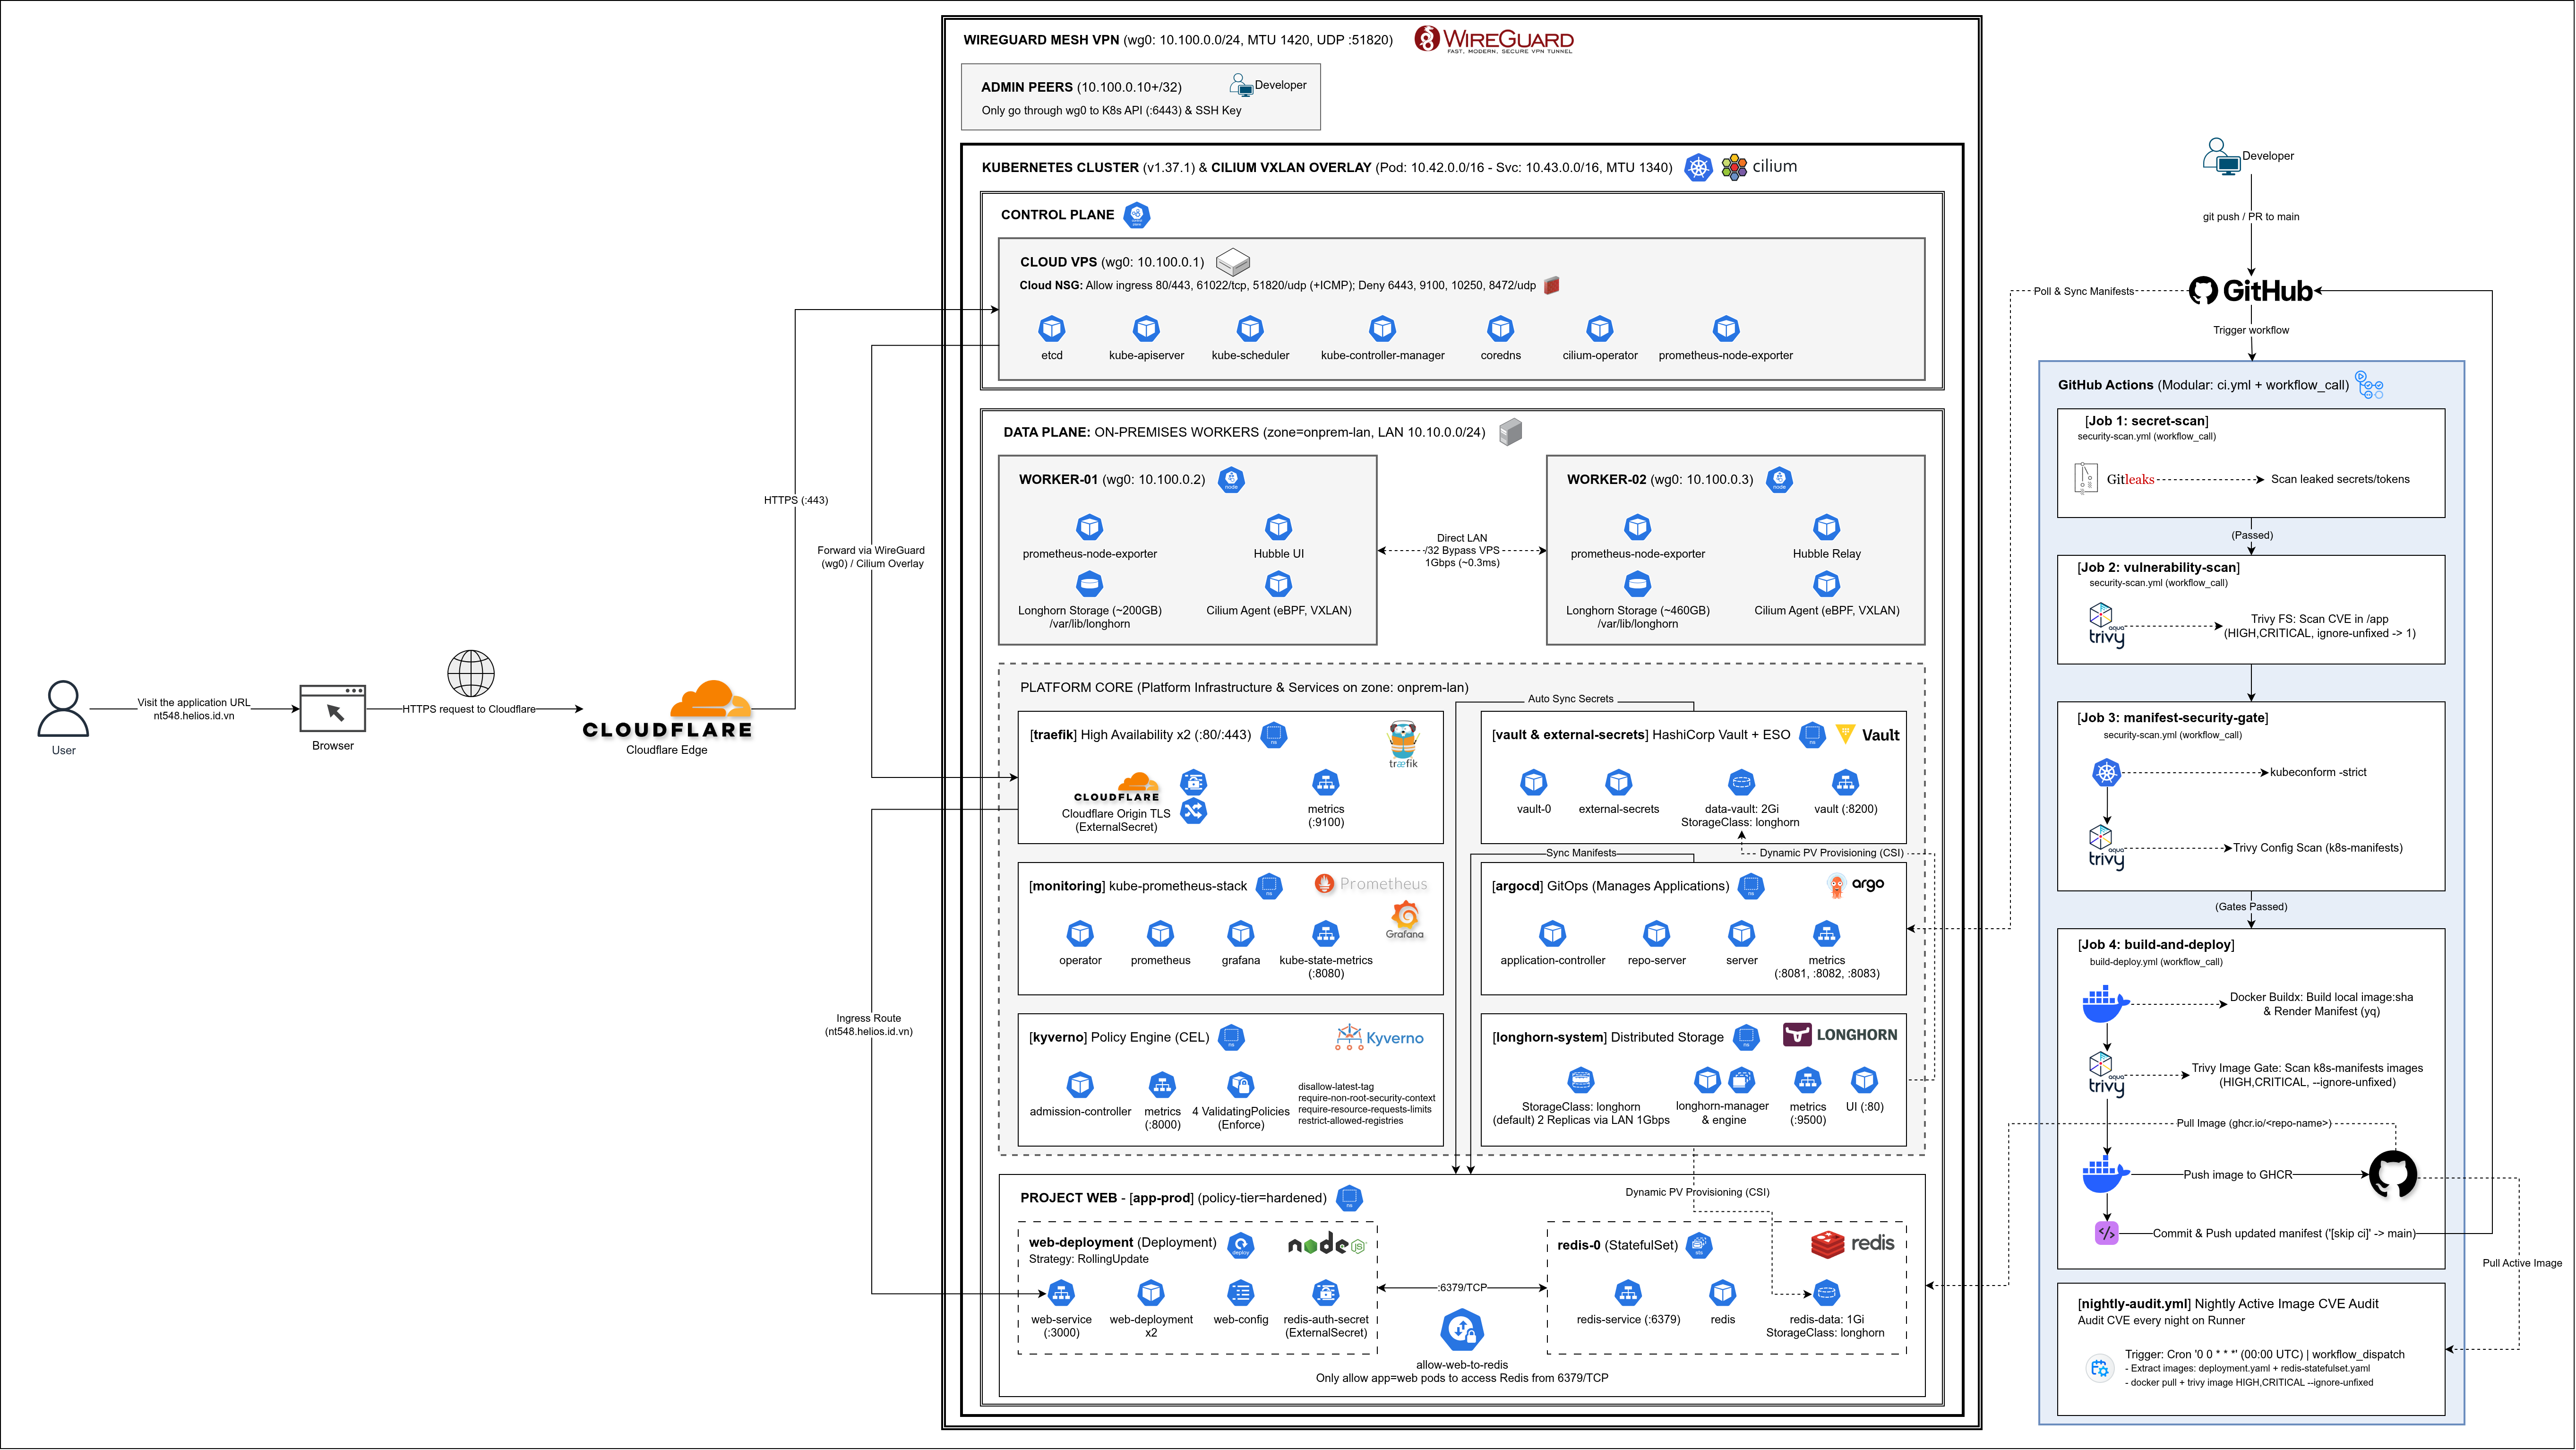 WIREGUARD MESH VPN (wg0: 10.100.0.0/24, MTU 1420, UDP :51820)
WIREGUARD
FAST, MODERN, SECURE VPN TUNNEL
ADMIN PEERS (10.100.0.10+/32)
Developer
Only go through wg0 to K8s API (:6443) & SSH Key
KUBERNETES CLUSTER (v1.37.1) & CILIUM VXLAN OVERLAY (Pod: 10.42.0.0/16 - Svc: 10.43.0.0/16, MTU 1340)
cilium
CONTROL PLANE
CLOUD VPS (wg0: 10.100.0.1)
Cloud NSG: Allow ingress 80/443, 61022/tcp, 51820/udp (+ICMP); Deny 6443, 9100, 10250, 8472/udp
etcd
kube-apiserver
kube-scheduler
kube-controller-manager
coredns
cilium-operator
prometheus-node-exporter
DATA PLANE: ON-PREMISES WORKERS (zone=onprem-lan, LAN 10.10.0.0/24)
WORKER-01 (wg0: 10.100.0.2)
node
prometheus-node-exporter
Hubble UI
Longhorn Storage (~200GB)
/var/lib/longhorn
Cilium Agent (eBPF, VXLAN)
Direct LAN
/32 Bypass VPS
1Gbps (~0.3ms)
WORKER-02 (wg0: 10.100.0.3)
node
prometheus-node-exporter
Hubble Relay
Longhorn Storage (~460GB)
/var/lib/longhorn
Cilium Agent (eBPF, VXLAN)
User
Visit the application URL
nt548.helios.id.vn
Browser
HTTPS request to Cloudflare
CLOUDFLARE
Cloudflare Edge
HTTPS (:443)
Forward via WireGuard
(wg0) / Cilium Overlay
Ingress Route
(nt548.helios.id.vn)
PLATFORM CORE (Platform Infrastructure & Services on zone: onprem-lan)
Auto Sync Secrets
[traefik] High Availability x2 (:80/:443)
ns
træfik
CLOUDFLARE
Cloudflare Origin TLS
(ExternalSecret)
metrics
(:9100)
[vault & external-secrets] HashiCorp Vault + ESO
ns
Vault
vault-0
external-secrets
data-vault: 2Gi
StorageClass: longhorn
vault (:8200)
Sync Manifests
Dynamic PV Provisioning (CSI)
[monitoring] kube-prometheus-stack
ns
Prometheus
Grafana
operator
prometheus
grafana
kube-state-metrics
(:8080)
[argocd] GitOps (Manages Applications)
ns
argo
application-controller
repo-server
server
metrics
(:8081, :8082, :8083)
[kyverno] Policy Engine (CEL)
ns
Kyverno
admission-controller
metrics
(:8000)
4 ValidatingPolicies
(Enforce)
disallow-latest-tag
require-non-root-security-context
require-resource-requests-limits
restrict-allowed-registries
[longhorn-system] Distributed Storage
ns
LONGHORN
StorageClass: longhorn
(default) 2 Replicas via LAN 1Gbps
longhorn-manager
& engine
metrics
(:9500)
UI (:80)
Dynamic PV Provisioning (CSI)
PROJECT WEB - [app-prod] (policy-tier=hardened)
ns
web-deployment (Deployment)
deploy
node
JS
Strategy: RollingUpdate
web-service
(:3000)
web-deployment
x2
web-config
redis-auth-secret
(ExternalSecret)
:6379/TCP
allow-web-to-redis
Only allow app=web pods to access Redis from 6379/TCP
redis-0 (StatefulSet)
sts
redis
redis-service (:6379)
redis
redis-data: 1Gi
StorageClass: longhorn
Developer
git push / PR to main
GitHub
Poll & Sync Manifests
Trigger workflow
GitHub Actions (Modular: ci.yml + workflow_call)
[Job 1: secret-scan]
security-scan.yml (workflow_call)
Gitleaks
Scan leaked secrets/tokens
(Passed)
[Job 2: vulnerability-scan]
security-scan.yml (workflow_call)
aqua
trivy
Trivy FS: Scan CVE in /app
(HIGH,CRITICAL, ignore-unfixed -> 1)
[Job 3: manifest-security-gate]
security-scan.yml (workflow_call)
kubeconform -strict
aqua
trivy
Trivy Config Scan (k8s-manifests)
(Gates Passed)
[Job 4: build-and-deploy]
build-deploy.yml (workflow_call)
Docker Buildx: Build local image:sha
& Render Manifest (yq)
aqua
trivy
Trivy Image Gate: Scan k8s-manifests images
(HIGH,CRITICAL, --ignore-unfixed)
Pull Image (ghcr.io/<repo-name>)
Push image to GHCR
Commit & Push updated manifest ('[skip ci]' -> main)
Pull Active Image
[nightly-audit.yml] Nightly Active Image CVE Audit
Audit CVE every night on Runner
Trigger: Cron '0 0 * * *' (00:00 UTC) | workflow_dispatch
- Extract images: deployment.yaml + redis-statefulset.yaml
- docker pull + trivy image HIGH,CRITICAL --ignore-unfixed